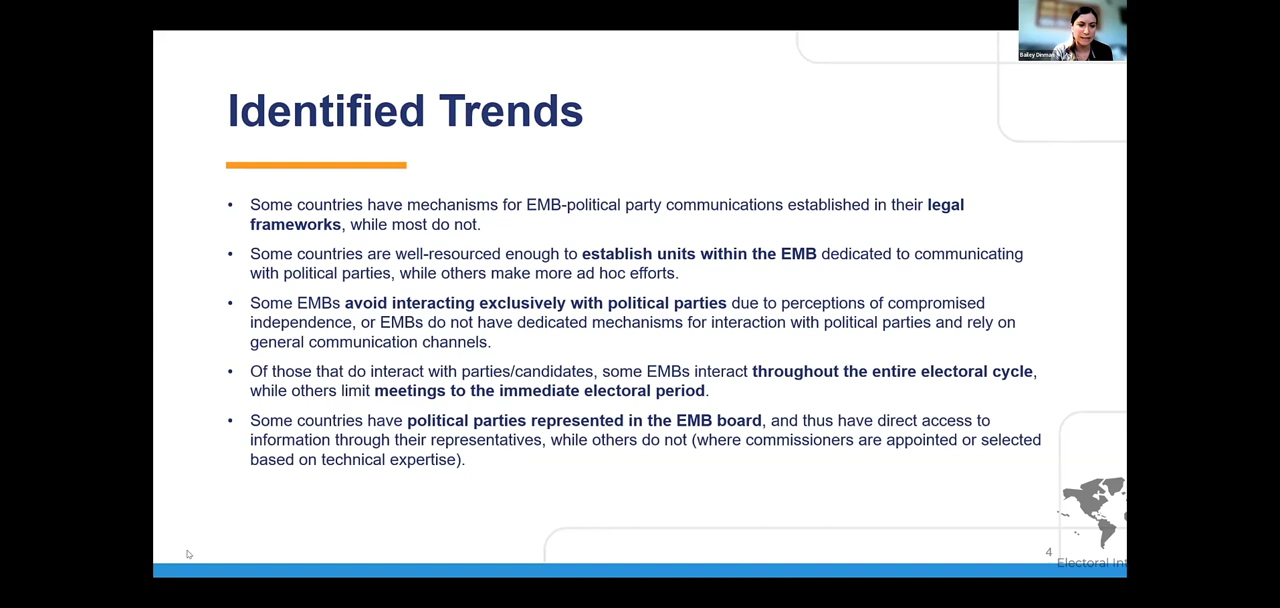 Bailey Dinman
Identified Trends
• Some countries have mechanisms for EMB-political party communications established in their legal
frameworks, while most do not.
• Some countries are well-resourced enough to establish units within the EMB dedicated to communicating
with political parties, while others make more ad hoc efforts.
• Some EMBs avoid interacting exclusively with political parties due to perceptions of compromised
independence, or EMBs do not have dedicated mechanisms for interaction with political parties and rely on
general communication channels.
• Of those that do interact with parties/candidates, some EMBs interact throughout the entire electoral cycle,
while others limit meetings to the immediate electoral period.
• Some countries have political parties represented in the EMB board, and thus have direct access to
information through their representatives, while others do not (where commissioners are appointed or selected
based on technical expertise).
4
Electoral Int